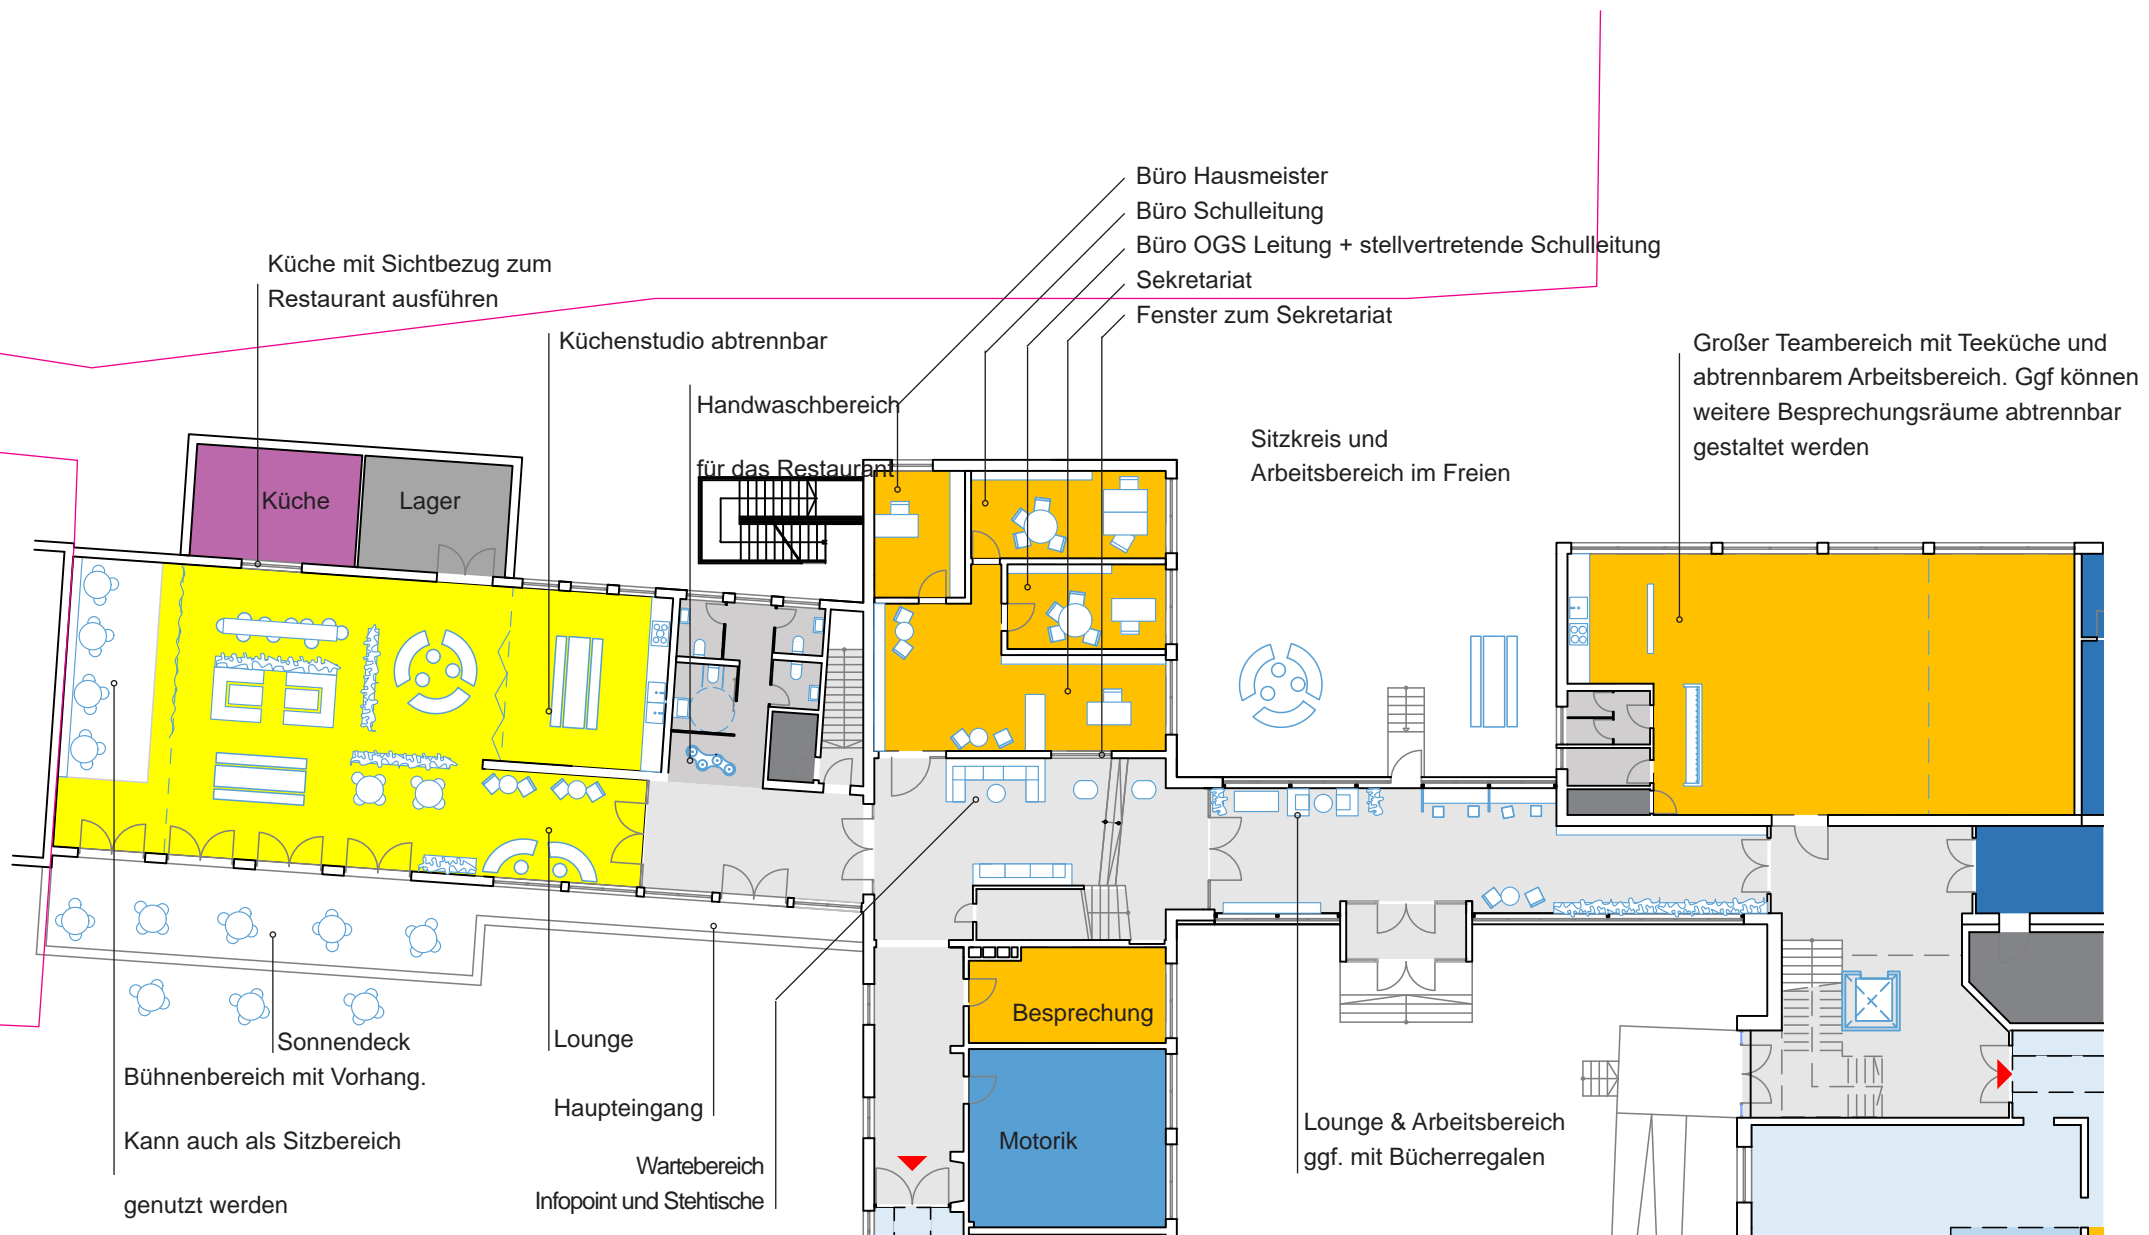 Büro Hausmeister
Büro Schulleitung
Büro OGS Leitung + stellvertretende Schulleitung
Sekretariat
Fenster zum Sekretariat
Küche mit Sichtbezug zum
Restaurant ausführen
Küchenstudio abtrennbar
Handwaschbereich
für das Restaurant
Sitzkreis und
Arbeitsbereich im Freien
Großer Teambereich mit Teeküche und
abtrennbarem Arbeitsbereich. Ggf können
weitere Besprechungsräume abtrennbar
gestaltet werden
Küche
Lager
Sonnendeck
Bühnenbereich mit Vorhang.
Kann auch als Sitzbereich
genutzt werden
Lounge
Haupteingang
Wartebereich
Infopoint und Stehtische
Besprechung
Motorik
Lounge & Arbeitsbereich
ggf. mit Bücherregalen